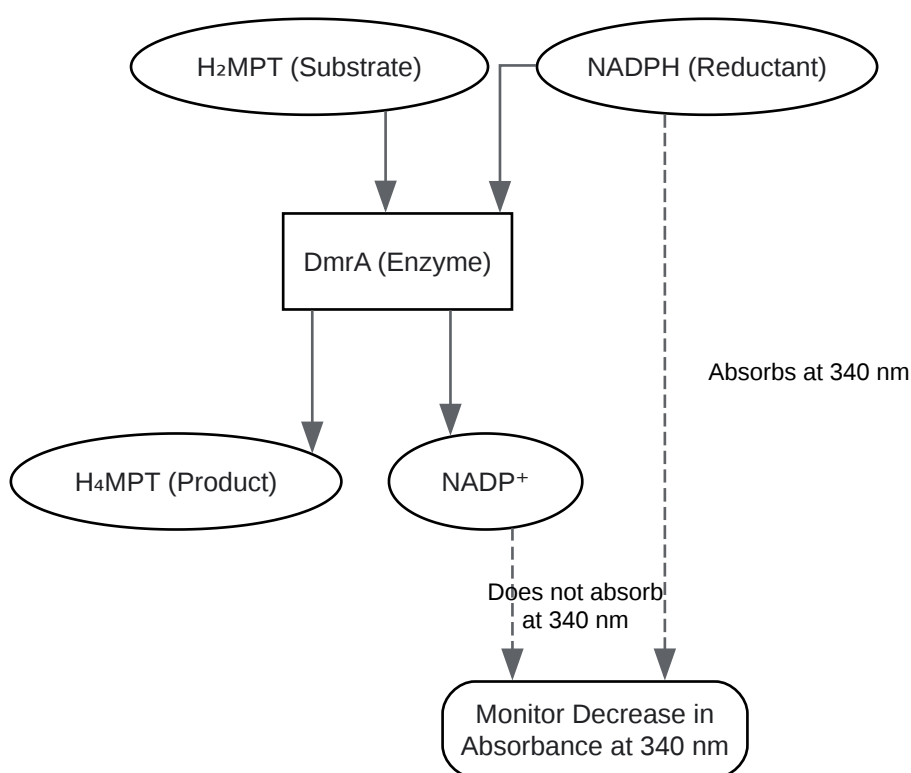 H₂MPT (Substrate)
NADPH (Reductant)
DmrA (Enzyme)
Absorbs at 340 nm
H₄MPT (Product)
NADP⁺
Does not absorb
at 340 nm
Monitor Decrease in
Absorbance at 340 nm